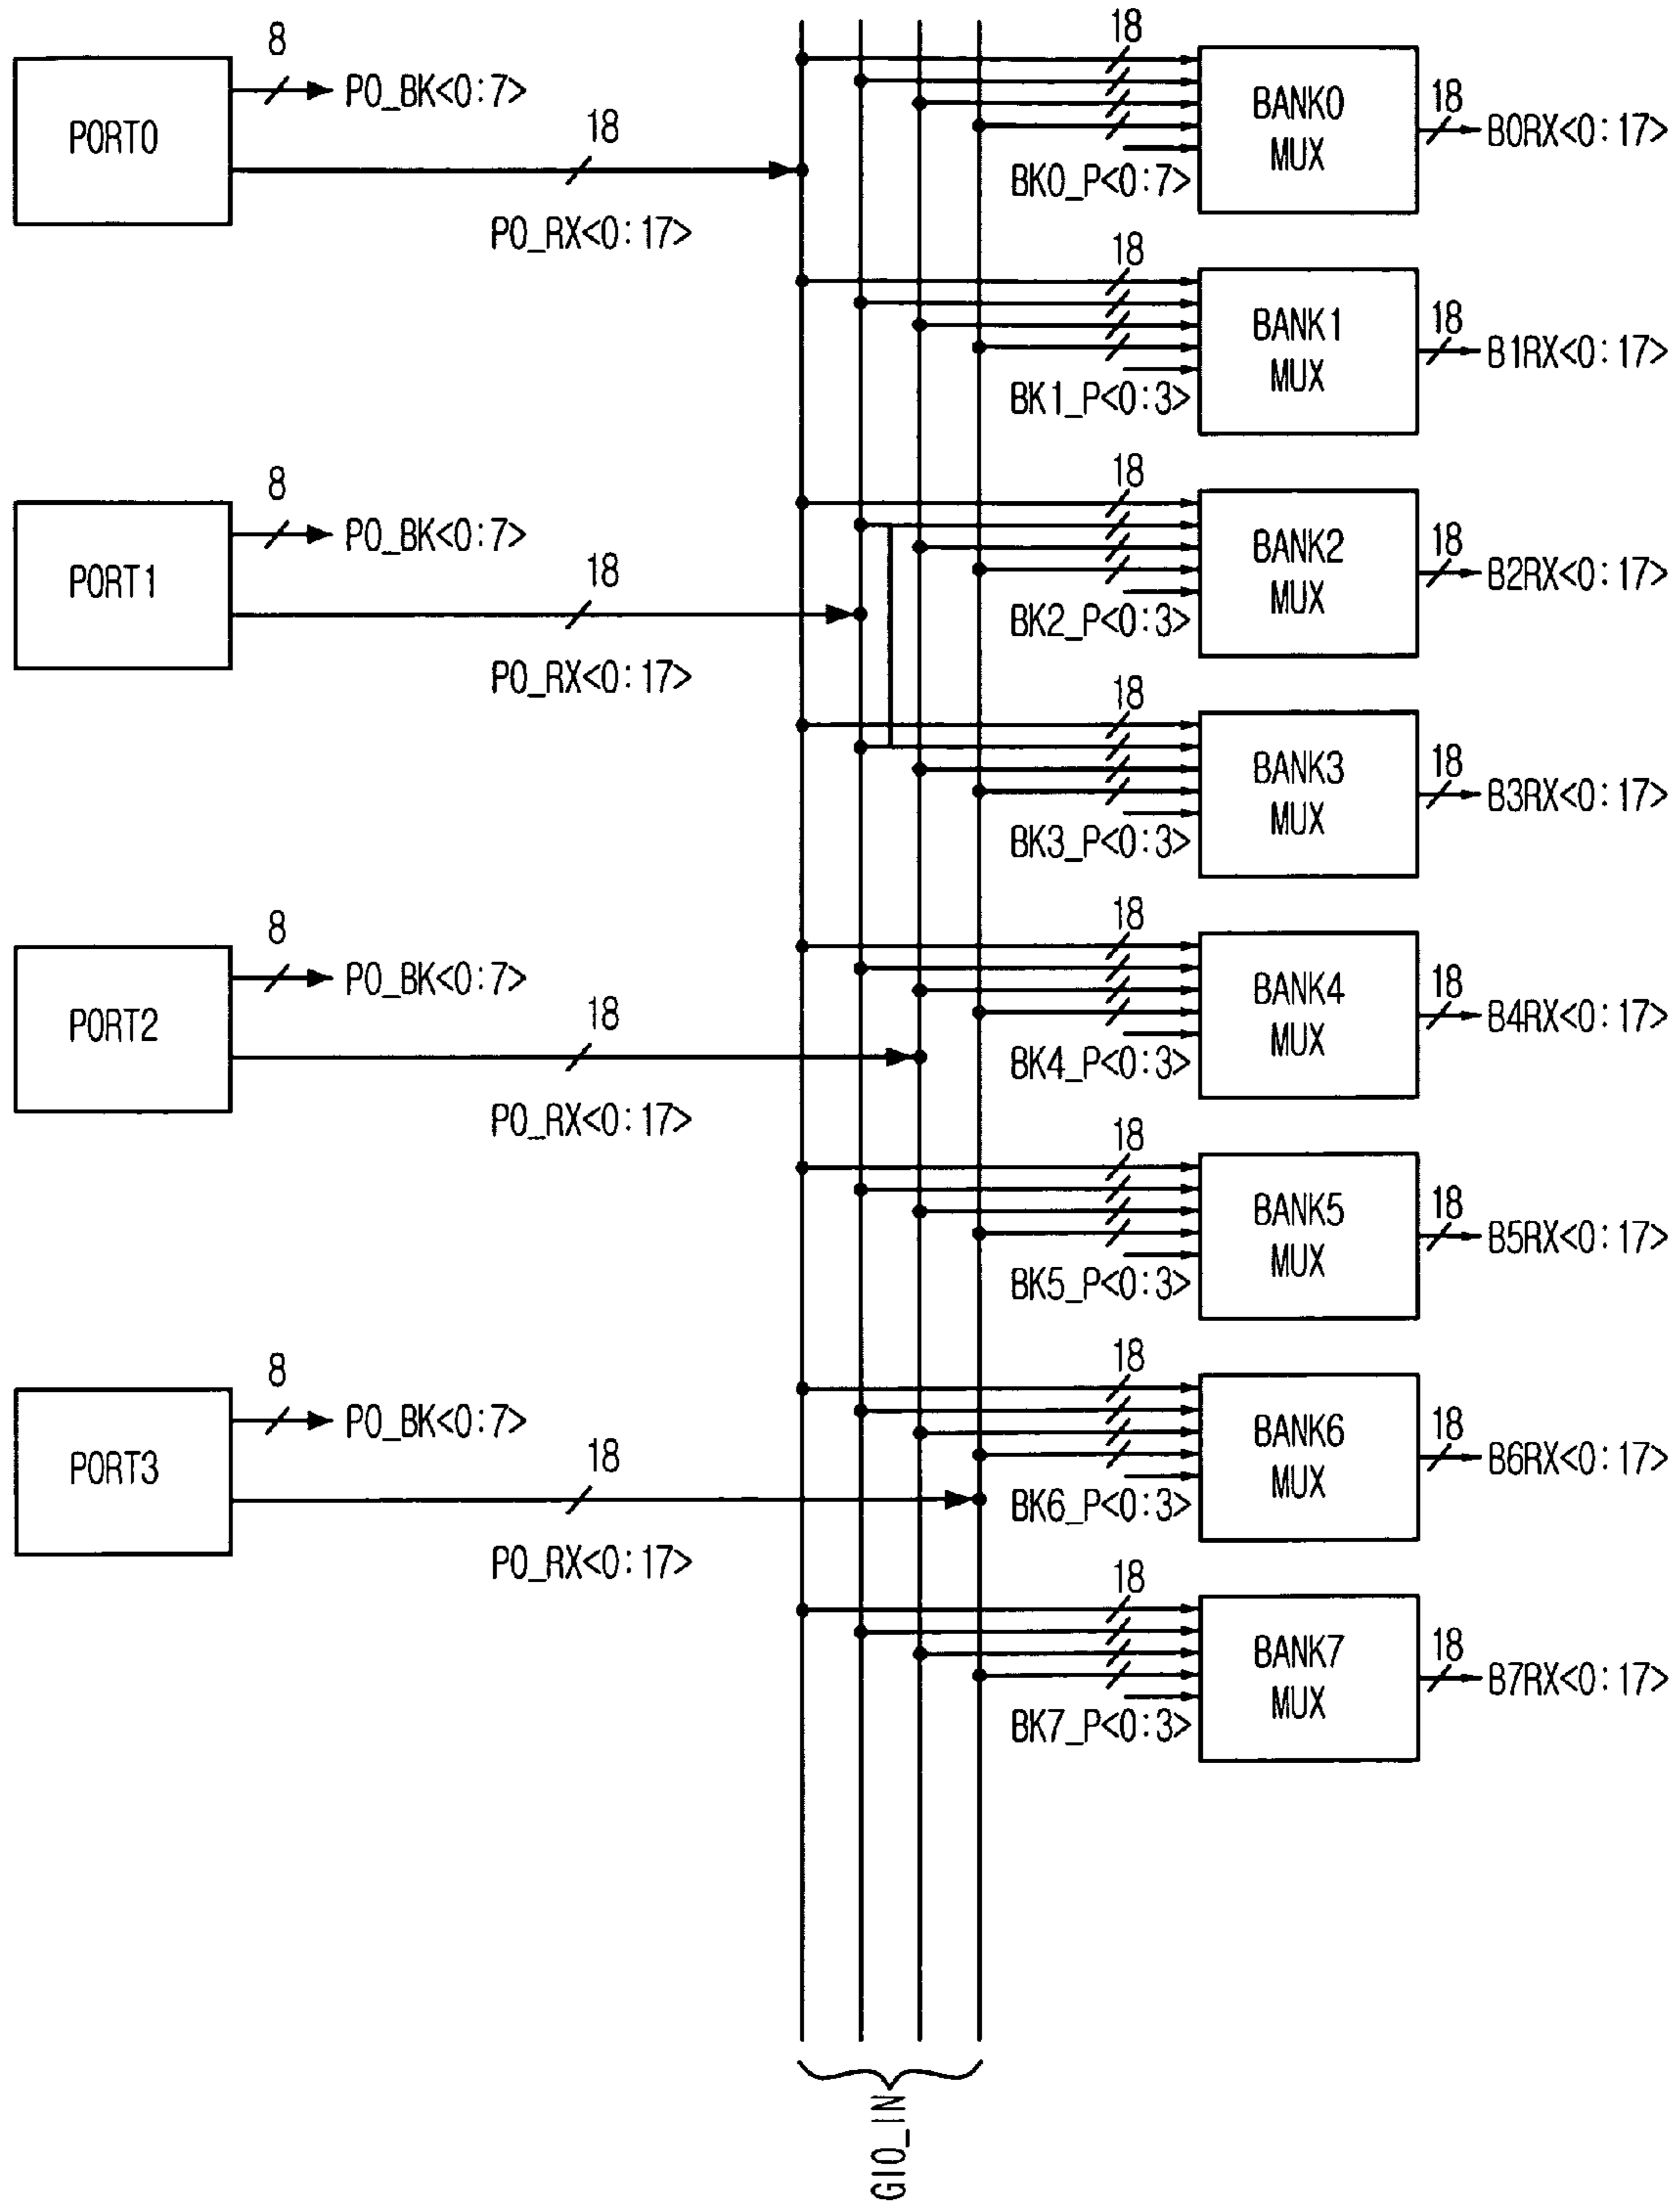 8
P0_BK<0:7>
PORT0
18
P0_RX<0:17>
18
BANK0
MUX
BK0_P<0:7>
18
B0RX<0:17>
18
BANK1
MUX
BK1_P<0:3>
18
B1RX<0:17>
8
P0_BK<0:7>
PORT1
18
P0_RX<0:17>
18
BANK2
MUX
BK2_P<0:3>
18
B2RX<0:17>
18
BANK3
MUX
BK3_P<0:3>
18
B3RX<0:17>
8
P0_BK<0:7>
PORT2
18
P0_RX<0:17>
18
BANK4
MUX
BK4_P<0:3>
18
B4RX<0:17>
18
BANK5
MUX
BK5_P<0:3>
18
B5RX<0:17>
8
P0_BK<0:7>
PORT3
18
P0_RX<0:17>
18
BANK6
MUX
BK6_P<0:3>
18
B6RX<0:17>
18
BANK7
MUX
BK7_P<0:3>
18
B7RX<0:17>
GIO_IN